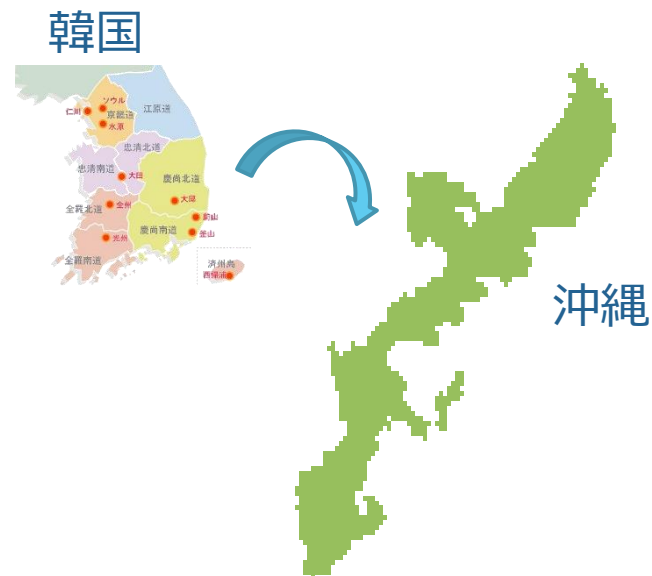 韓国
ソウル
仁川
京畿道
江原道
水原
忠清北道
忠清南道
大田
慶尚北道
全羅北道
全州
大邱
蔚山
慶尚南道
釜山
光州
全羅南道
済州島
西帰浦
沖縄